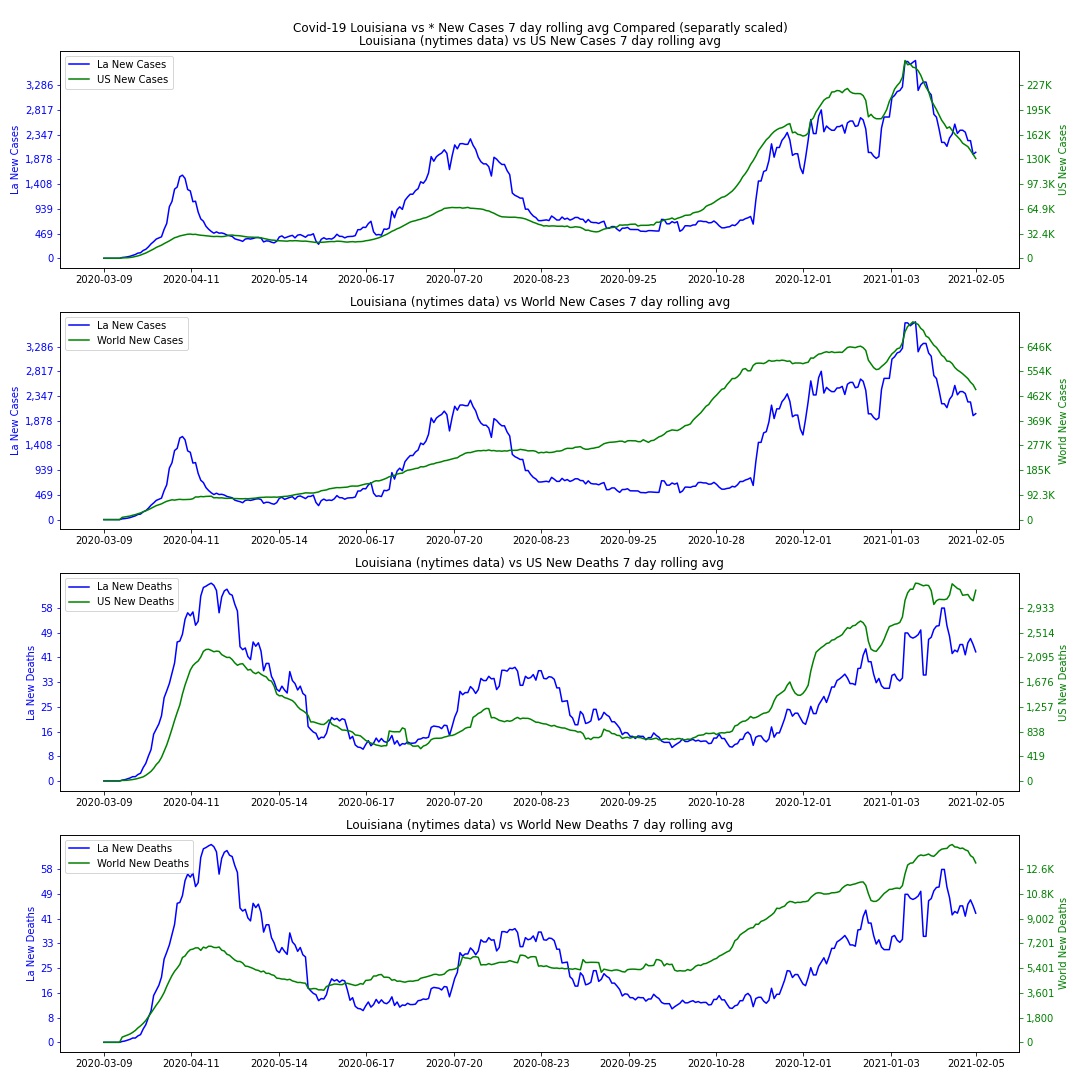 Covid-19 Louisiana vs * New Cases 7 day rolling avg Compared (separatly scaled)
Louisiana (nytimes data) vs US New Cases 7 day rolling avg
La New Cases
US New Cases
La New Cases
3,286
2,817
2,347
1,878
1,408
939
469
0
227K
195K
162K
130K
97.3K
64.9K
32.4K
0
US New Cases
2020-03-09 2020-04-11 2020-05-14 2020-06-17 2020-07-20 2020-08-23 2020-09-25 2020-10-28 2020-12-01 2021-01-03 2021-02-05
Louisiana (nytimes data) vs World New Cases 7 day rolling avg
La New Cases
World New Cases
La New Cases
3,286
2,817
2,347
1,878
1,408
939
469
0
646K
554K
462K
369K
277K
185K
92.3K
0
World New Cases
2020-03-09 2020-04-11 2020-05-14 2020-06-17 2020-07-20 2020-08-23 2020-09-25 2020-10-28 2020-12-01 2021-01-03 2021-02-05
Louisiana (nytimes data) vs US New Deaths 7 day rolling avg
La New Deaths
US New Deaths
La New Deaths
58
49
41
33
25
16
8
0
2,933
2,514
2,095
1,676
1,257
838
419
0
US New Deaths
2020-03-09 2020-04-11 2020-05-14 2020-06-17 2020-07-20 2020-08-23 2020-09-25 2020-10-28 2020-12-01 2021-01-03 2021-02-05
Louisiana (nytimes data) vs World New Deaths 7 day rolling avg
La New Deaths
World New Deaths
La New Deaths
58
49
41
33
25
16
8
0
12.6K
10.8K
9,002
7,201
5,401
3,601
1,800
0
World New Deaths
2020-03-09 2020-04-11 2020-05-14 2020-06-17 2020-07-20 2020-08-23 2020-09-25 2020-10-28 2020-12-01 2021-01-03 2021-02-05